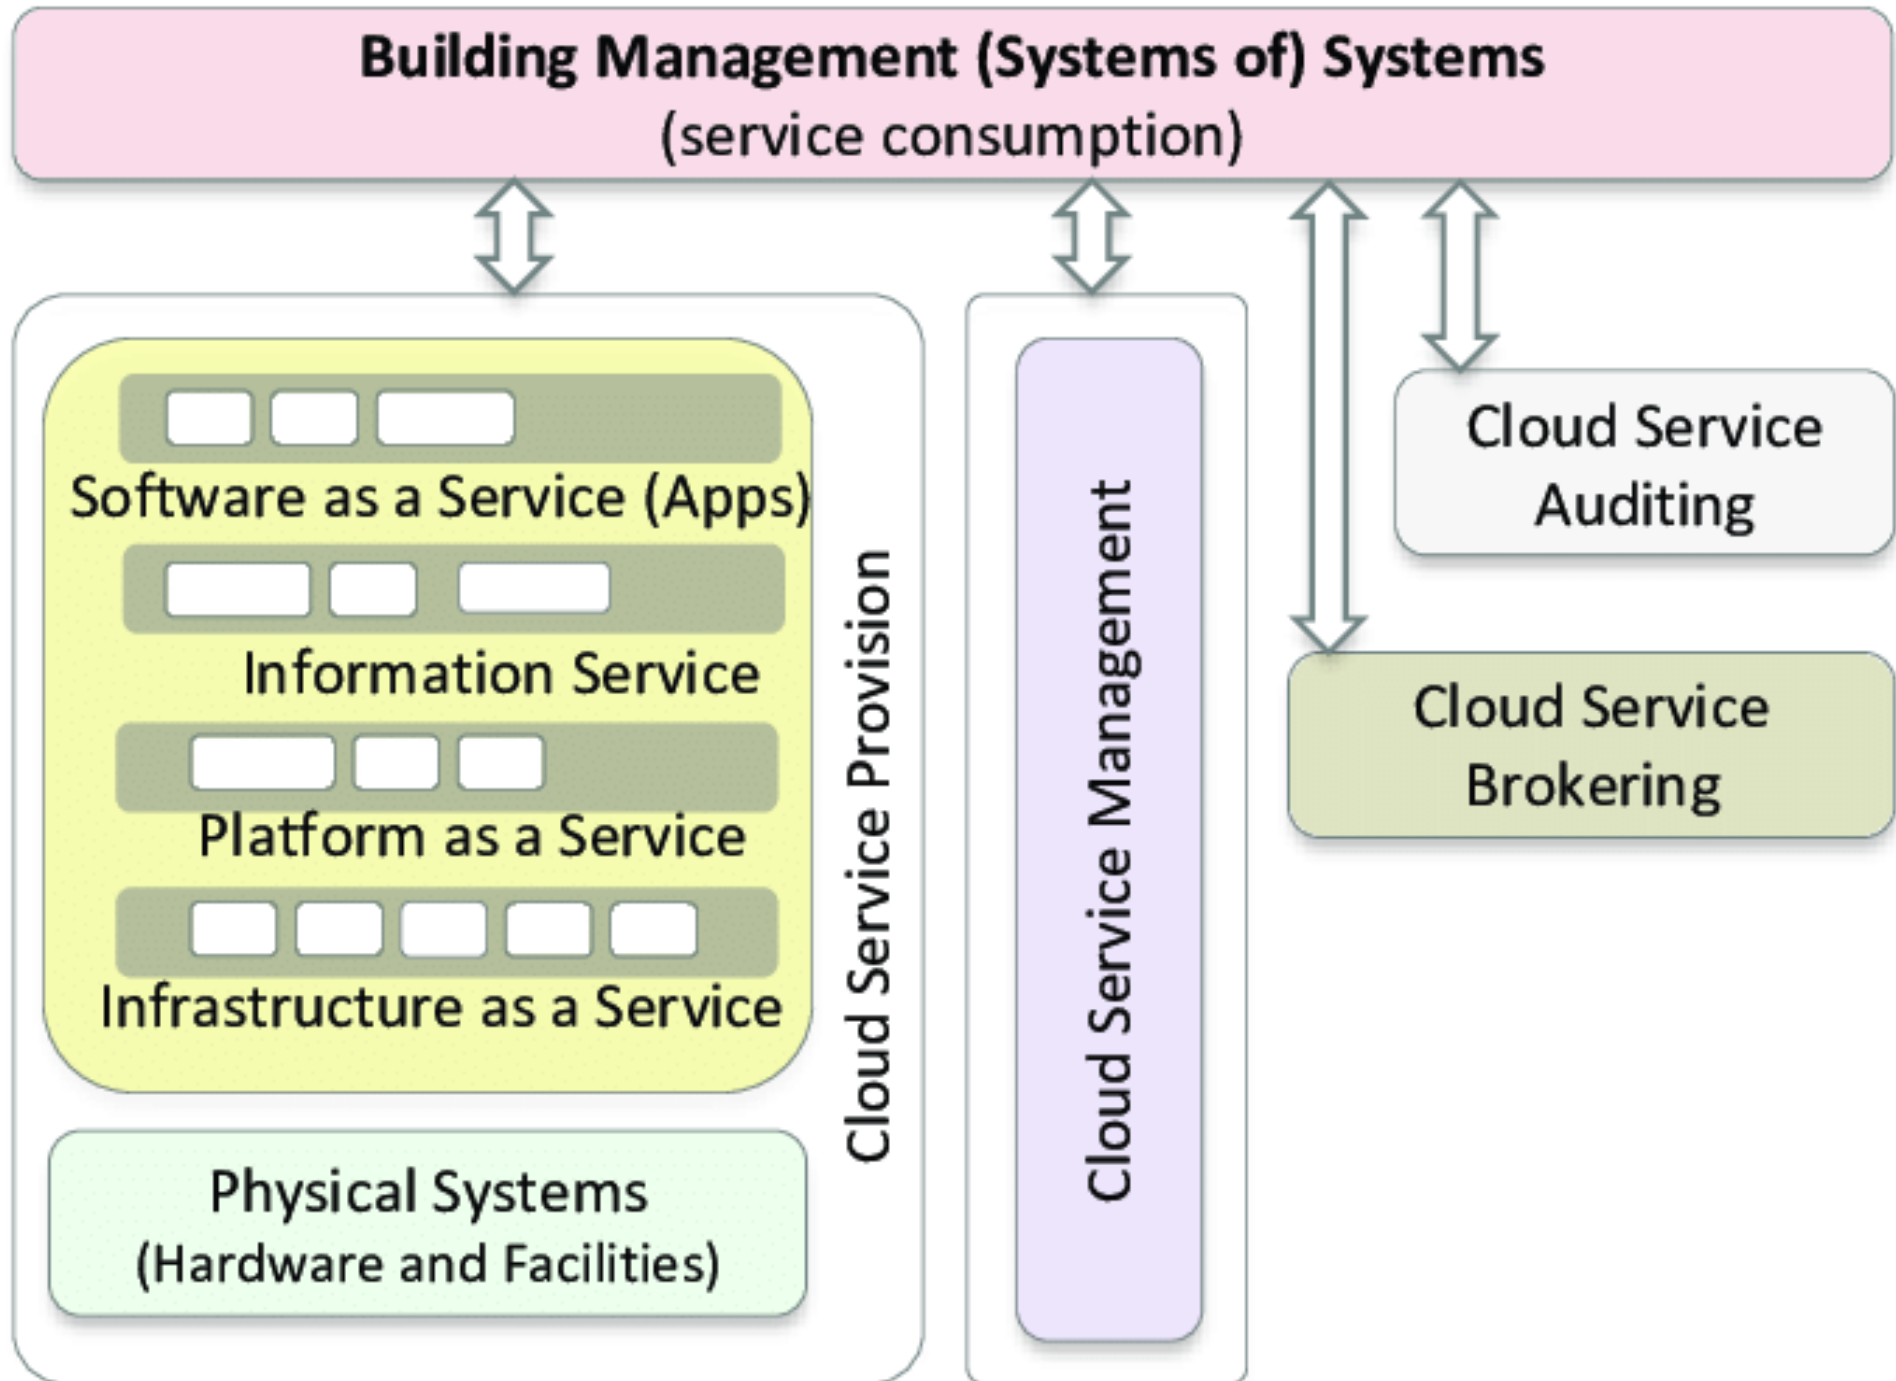 Building Management (Systems of) Systems
(service consumption)
Software as a Service (Apps)
Information Service
Platform as a Service
Infrastructure as a Service
Physical Systems
(Hardware and Facilities)
Cloud Service Provision
Cloud Service Management
Cloud Service
Auditing
Cloud Service
Brokering